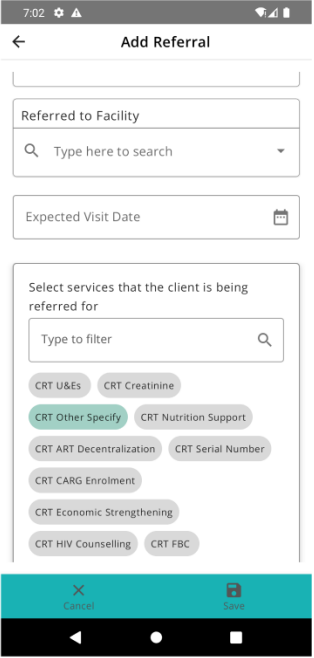 7:02
Add Referral
Referred to Facility
Type here to search
Expected Visit Date
Select services that the client is being
referred for
Type to filter
CRT U&Es CRT Creatinine
CRT Other Specify CRT Nutrition Support
CRT ART Decentralization CRT Serial Number
CRT CARG Enrolment
CRT Economic Strengthening
CRT HIV Counselling CRT FBC
Cancel Save